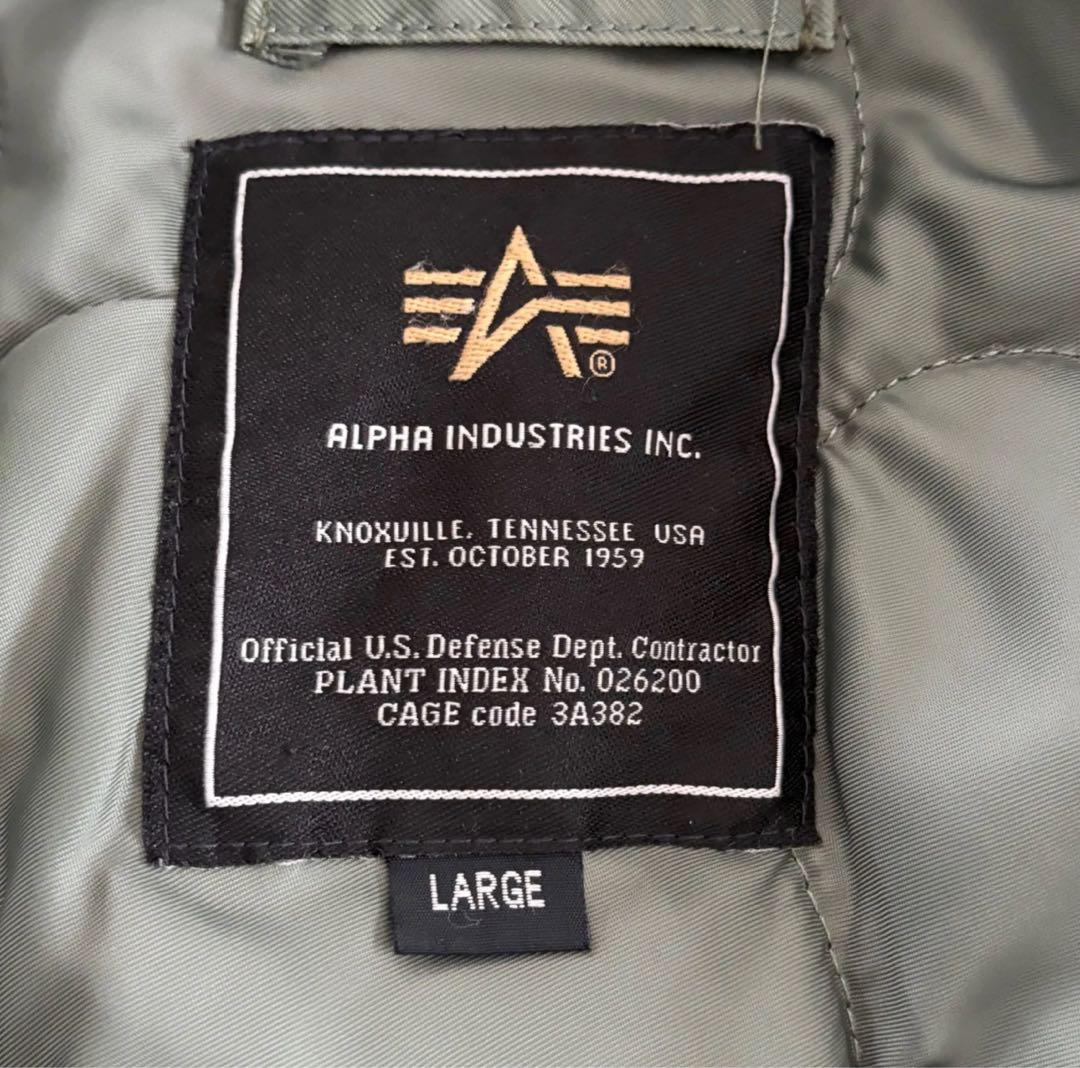 ®
ALPHA INDUSTRIES INC.
KNOXVILLE, TENNESSEE USA
EST. OCTOBER 1959
Official U.S. Defense Dept. Contractor
PLANT INDEX No. 026200
CAGE code 3A382
LARGE